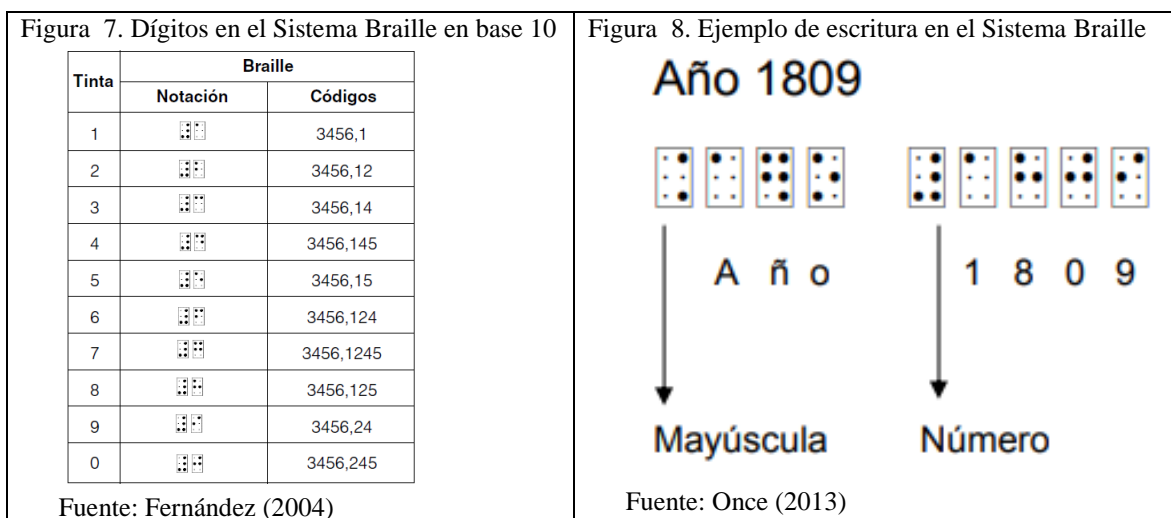 Figura 7. Dígitos en el Sistema Braille en base 10
Tinta
Braille
Notación Códigos
1 ⠼⠁ 3456,1
2 ⠼⠃ 3456,12
3 ⠼⠉ 3456,14
4 ⠼⠙ 3456,145
5 ⠼⠑ 3456,15
6 ⠼⠋ 3456,124
7 ⠼⠛ 3456,1245
8 ⠼⠓ 3456,125
9 ⠼⠊ 3456,24
0 ⠼⠚ 3456,245
Fuente: Fernández (2004)
Figura 8. Ejemplo de escritura en el Sistema Braille
Año 1809
⠨⠁⠻⠕ ⠼⠁⠓⠚⠊
A ñ o 1 8 0 9
Mayúscula Número
Fuente: Once (2013)